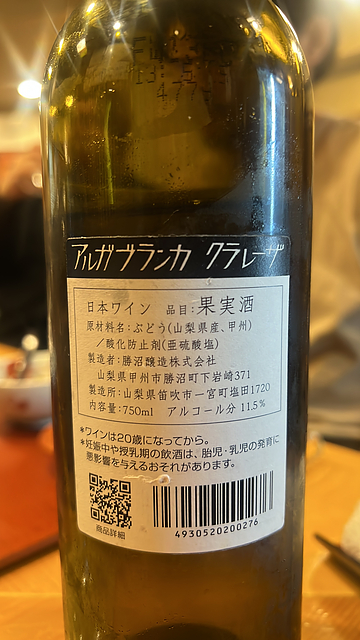 アルガブランカ クラレーザ
日本ワイン 品目:果実酒
原材料名:ぶどう(山梨県産、甲州)
/酸化防止剤(亜硫酸塩)
製造者:勝沼醸造株式会社
山梨県甲州市勝沼町下岩崎371
製造所:山梨県笛吹市一宮町塩田1720
内容量:750ml アルコール分 11.5%
*ワインは20歳になってから。
*妊娠中や授乳期の飲酒は、胎児・乳児の発育に
悪影響を与えるおそれがあります。
商品詳細
4930520200276